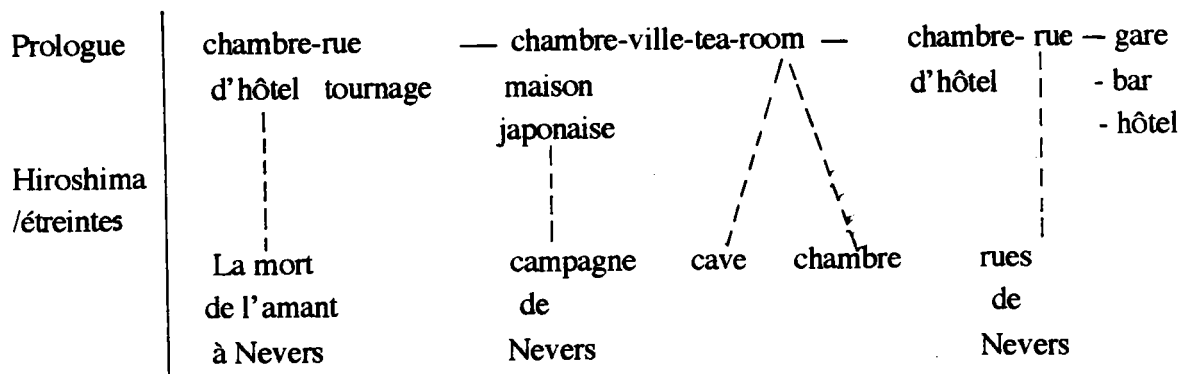 Prologue chambre-rue — chambre-ville-tea-room — chambre- rue — gare
d'hôtel tournage maison d'hôtel - bar
japonaise - hôtel
Hiroshima
/étreintes
La mort campagne cave chambre rues
de l'amant de de
à Nevers Nevers Nevers